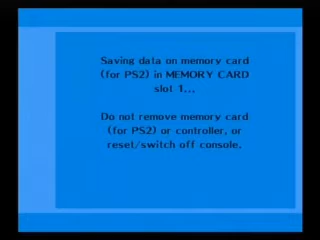 Saving data on memory card
(for PS2) in MEMORY CARD
slot 1...
Do not remove memory card
(for PS2) or controller, or
reset/switch off console.